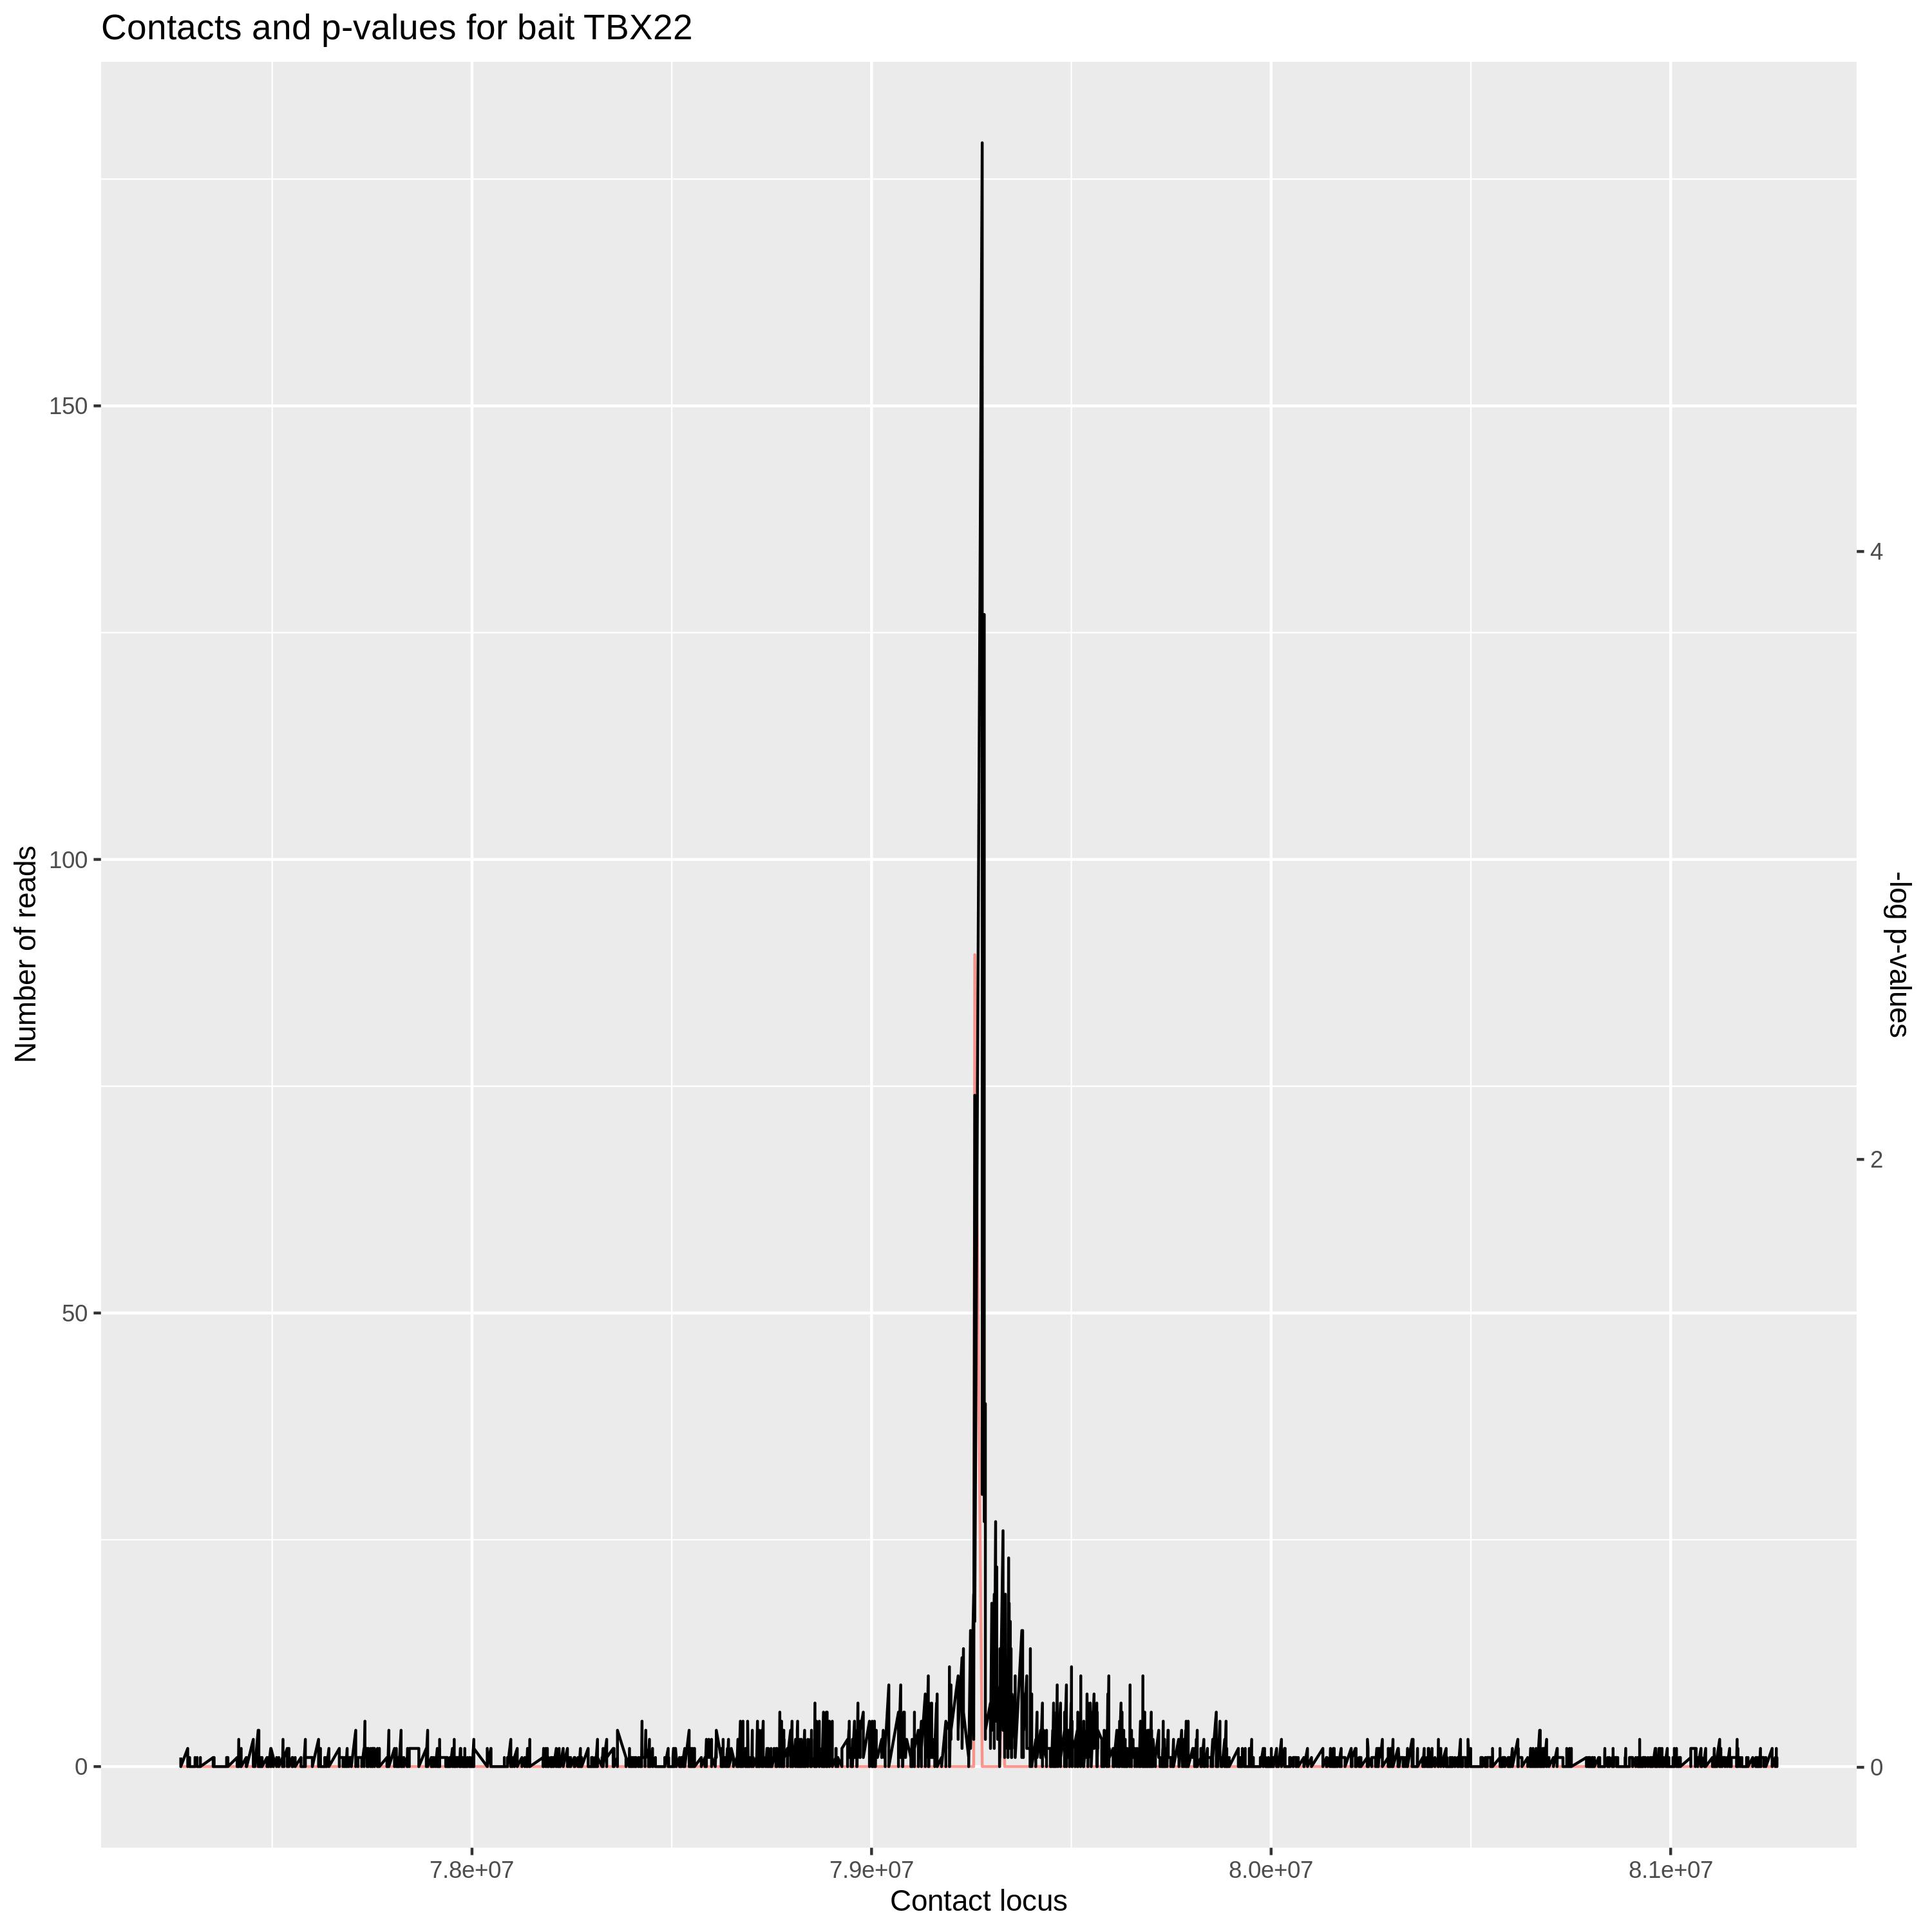 Contacts and p-values for bait TBX22
Number of reads
150
100
50
0
4
2
0
-log p-values
7.8e+07
7.9e+07
8.0e+07
8.1e+07
Contact locus